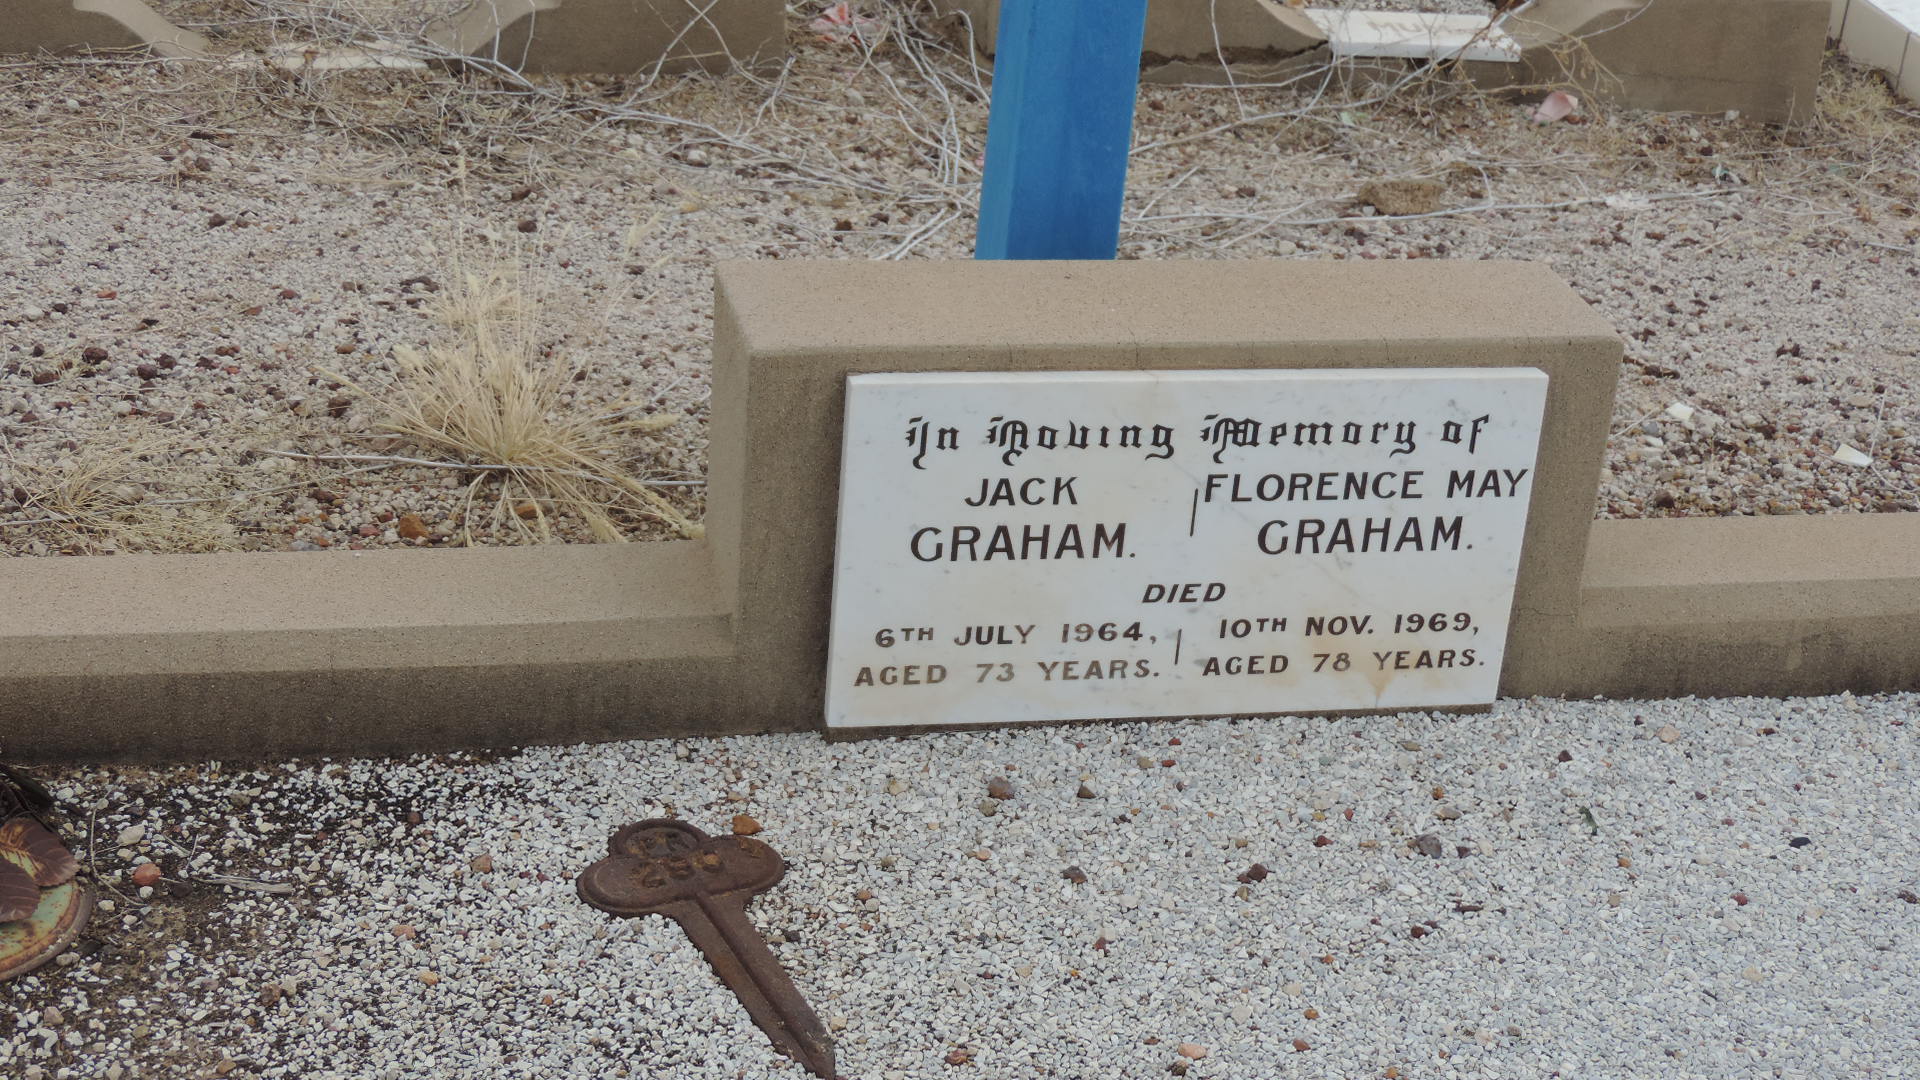 In Loving Memory of
JACK FLORENCE MAY
GRAHAM. GRAHAM.
DIED
6TH JULY 1964, 10TH NOV. 1969,
AGED 73 YEARS. AGED 78 YEARS.